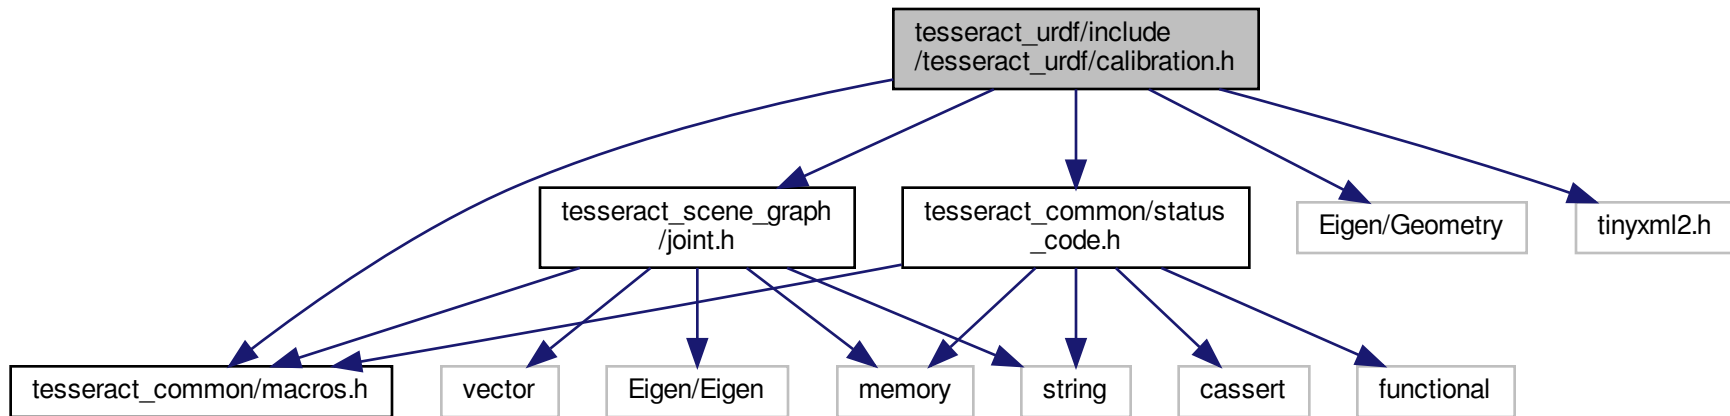 tesseract_urdf/include
/tesseract_urdf/calibration.h
tesseract_scene_graph
/joint.h
tesseract_common/status
_code.h
Eigen/Geometry
tinyxml2.h
tesseract_common/macros.h
vector
Eigen/Eigen
memory
string
cassert
functional